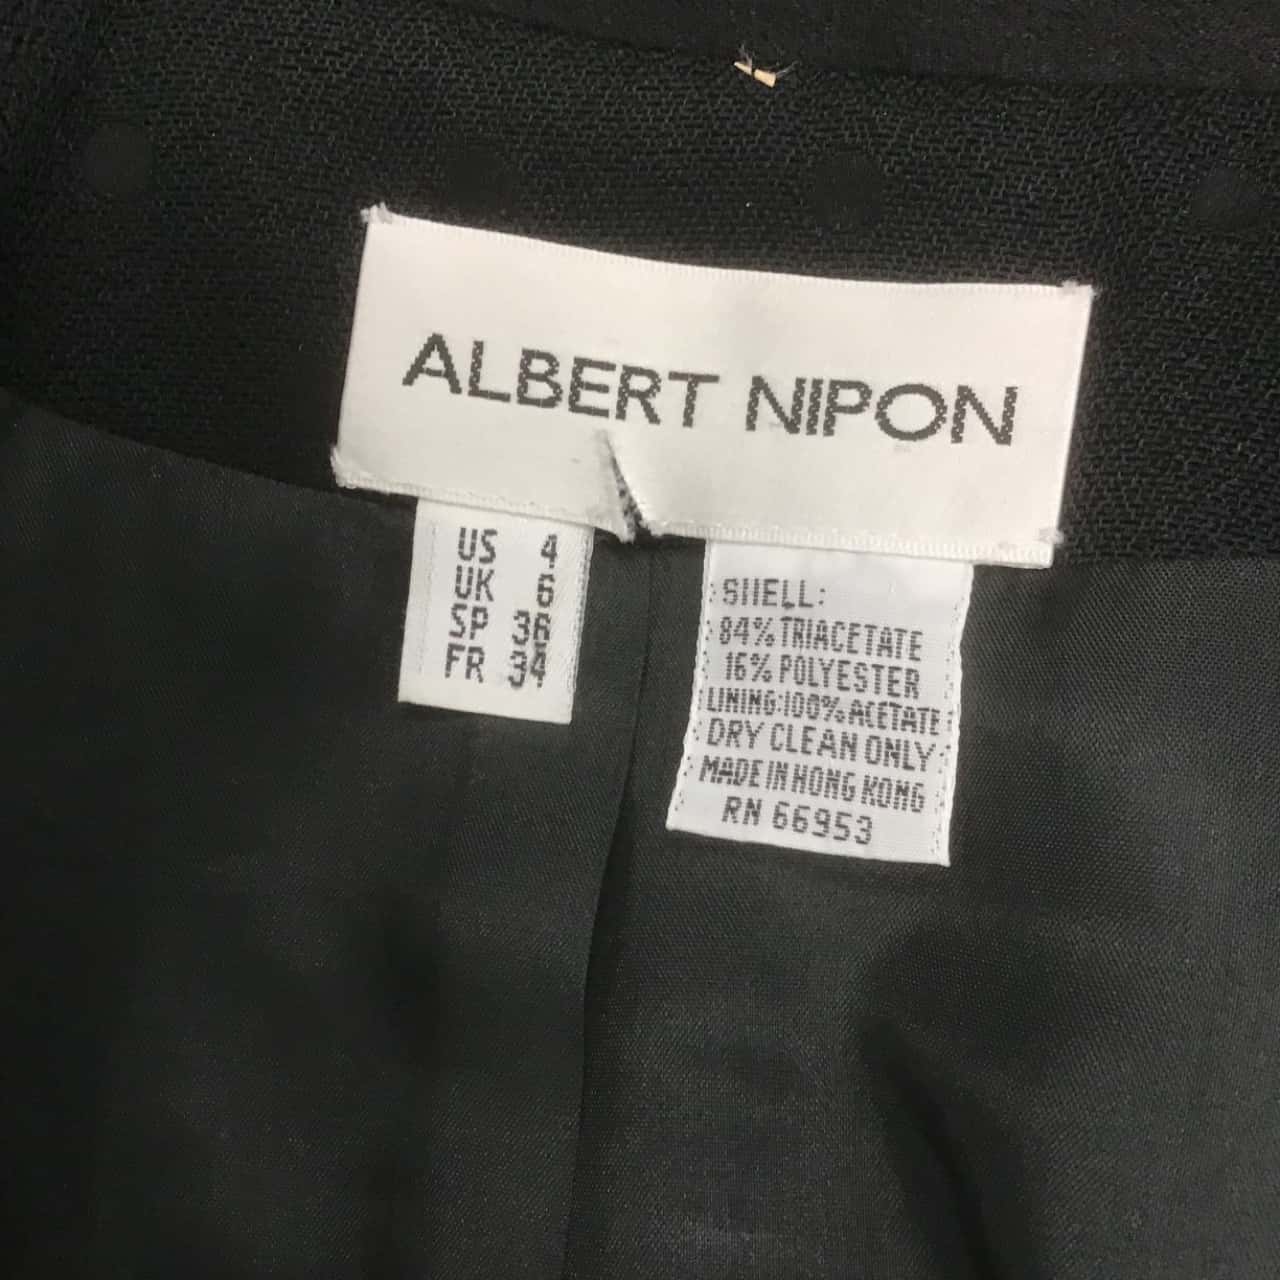 ALBERT NIPON
US 4
UK 6
SP 36
FR 34
SHELL:
84% TRIACETATE
16% POLYESTER
LINING:100% ACETATE
DRY CLEAN ONLY
MADE IN HONG KONG
RN 66953